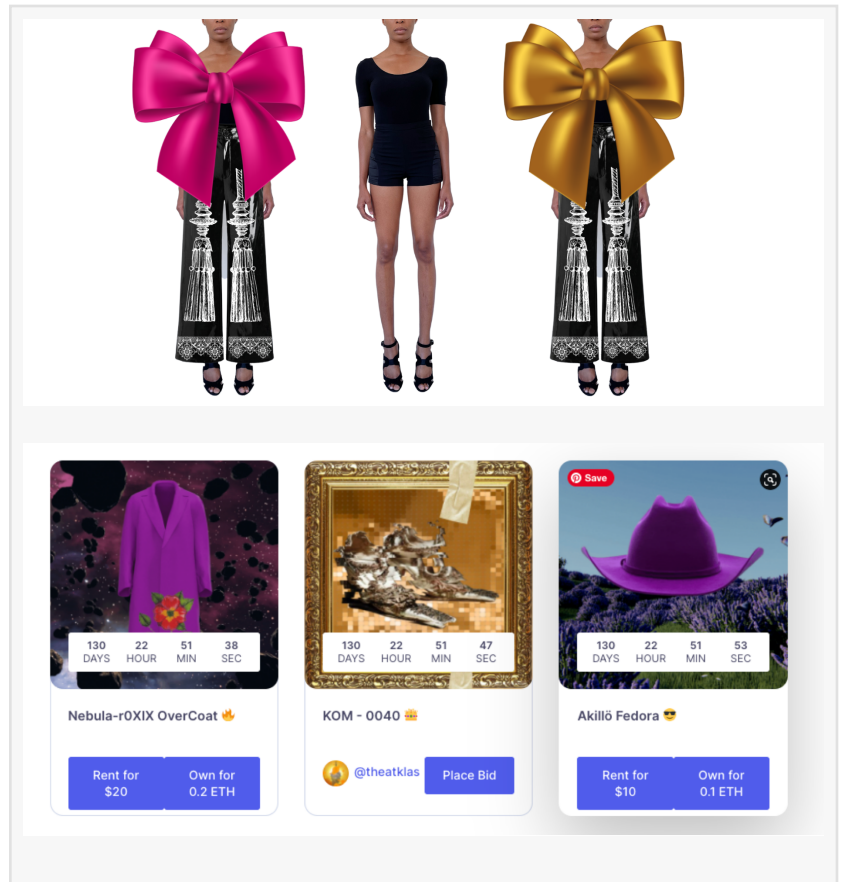 Save
130 22 51 38
DAYS HOUR MIN SEC
130 22 51 47
DAYS HOUR MIN SEC
130 22 51 53
DAYS HOUR MIN SEC
Nebula-r0XIX OverCoat 🔥
KOM - 0040 👑
Akillö Fedora 😎
Rent for
$20
Own for
0.2 ETH
@theatklas
Place Bid
Rent for
$10
Own for
0.1 ETH